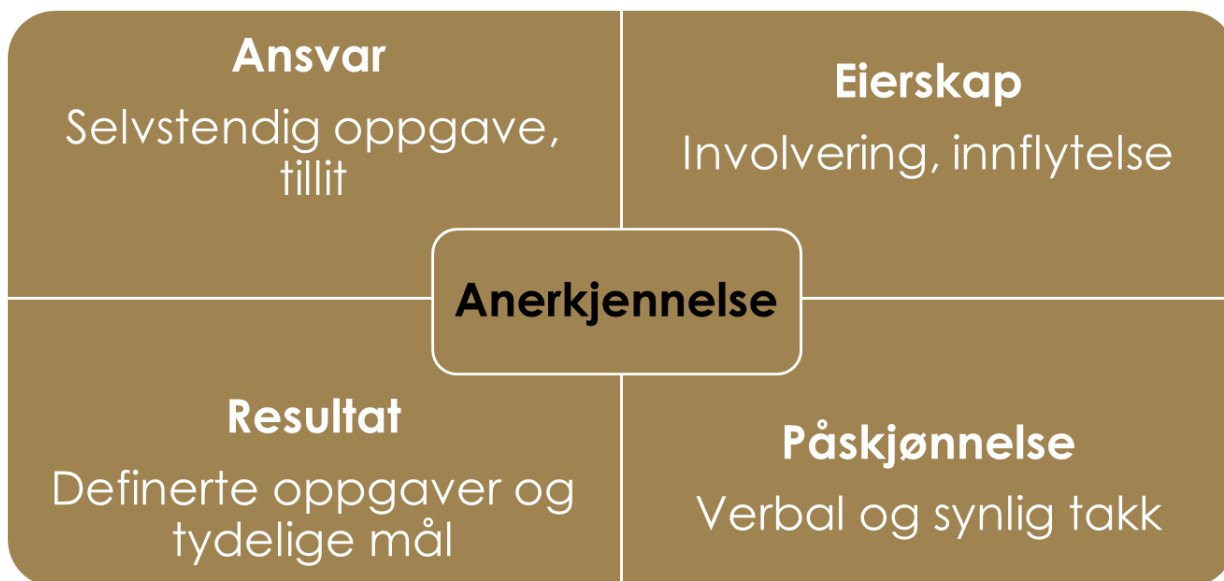 Ansvar
Selvstendig oppgave,
tillit
Eierskap
Involvering, innflytelse
Anerkjennelse
Resultat
Definerte oppgaver og
tydelige mål
Påskjønnelse
Verbal og synlig takk